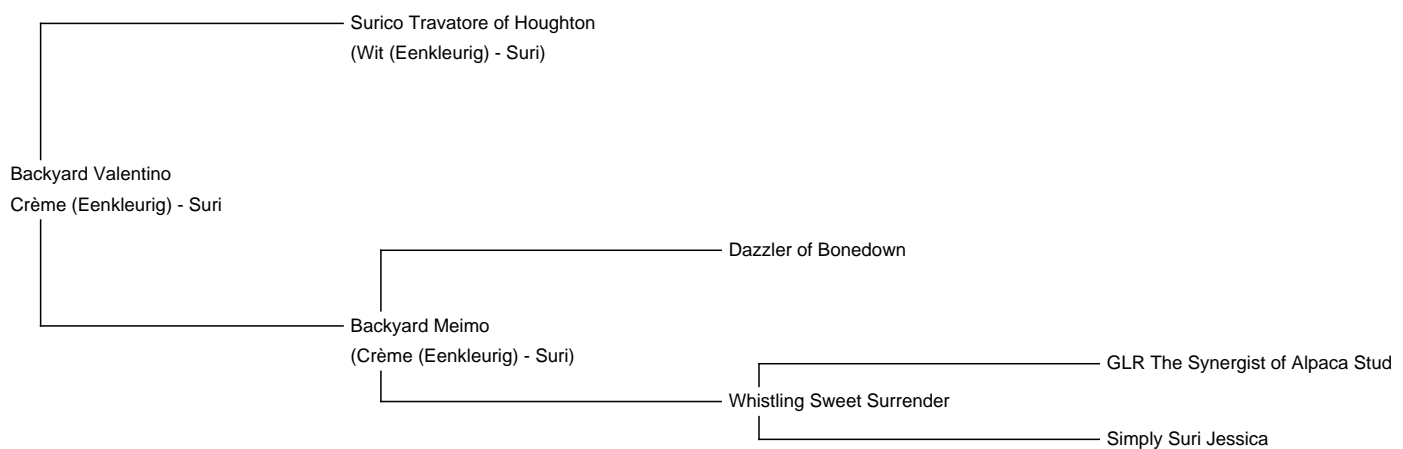 Surico Travatore of Houghton
(Wit (Eenkleurig) - Suri)
Backyard Valentino
Crème (Eenkleurig) - Suri
Dazzler of Bonedown
Backyard Meimo
(Crème (Eenkleurig) - Suri)
GLR The Synergist of Alpaca Stud
Whistling Sweet Surrender
Simply Suri Jessica